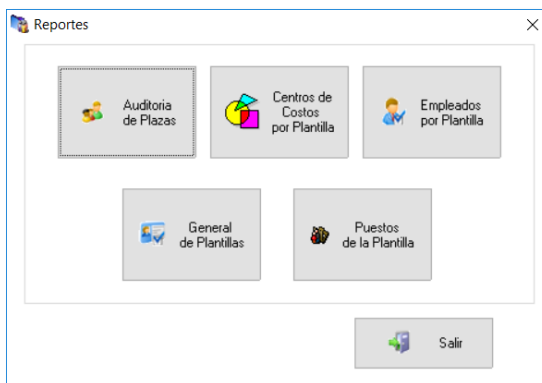 Reportes
Auditoria
de Plazas
Centros de
Costos
por Plantilla
Empleados
por Plantilla
General
de Plantillas
Puestos
de la Plantilla
Salir